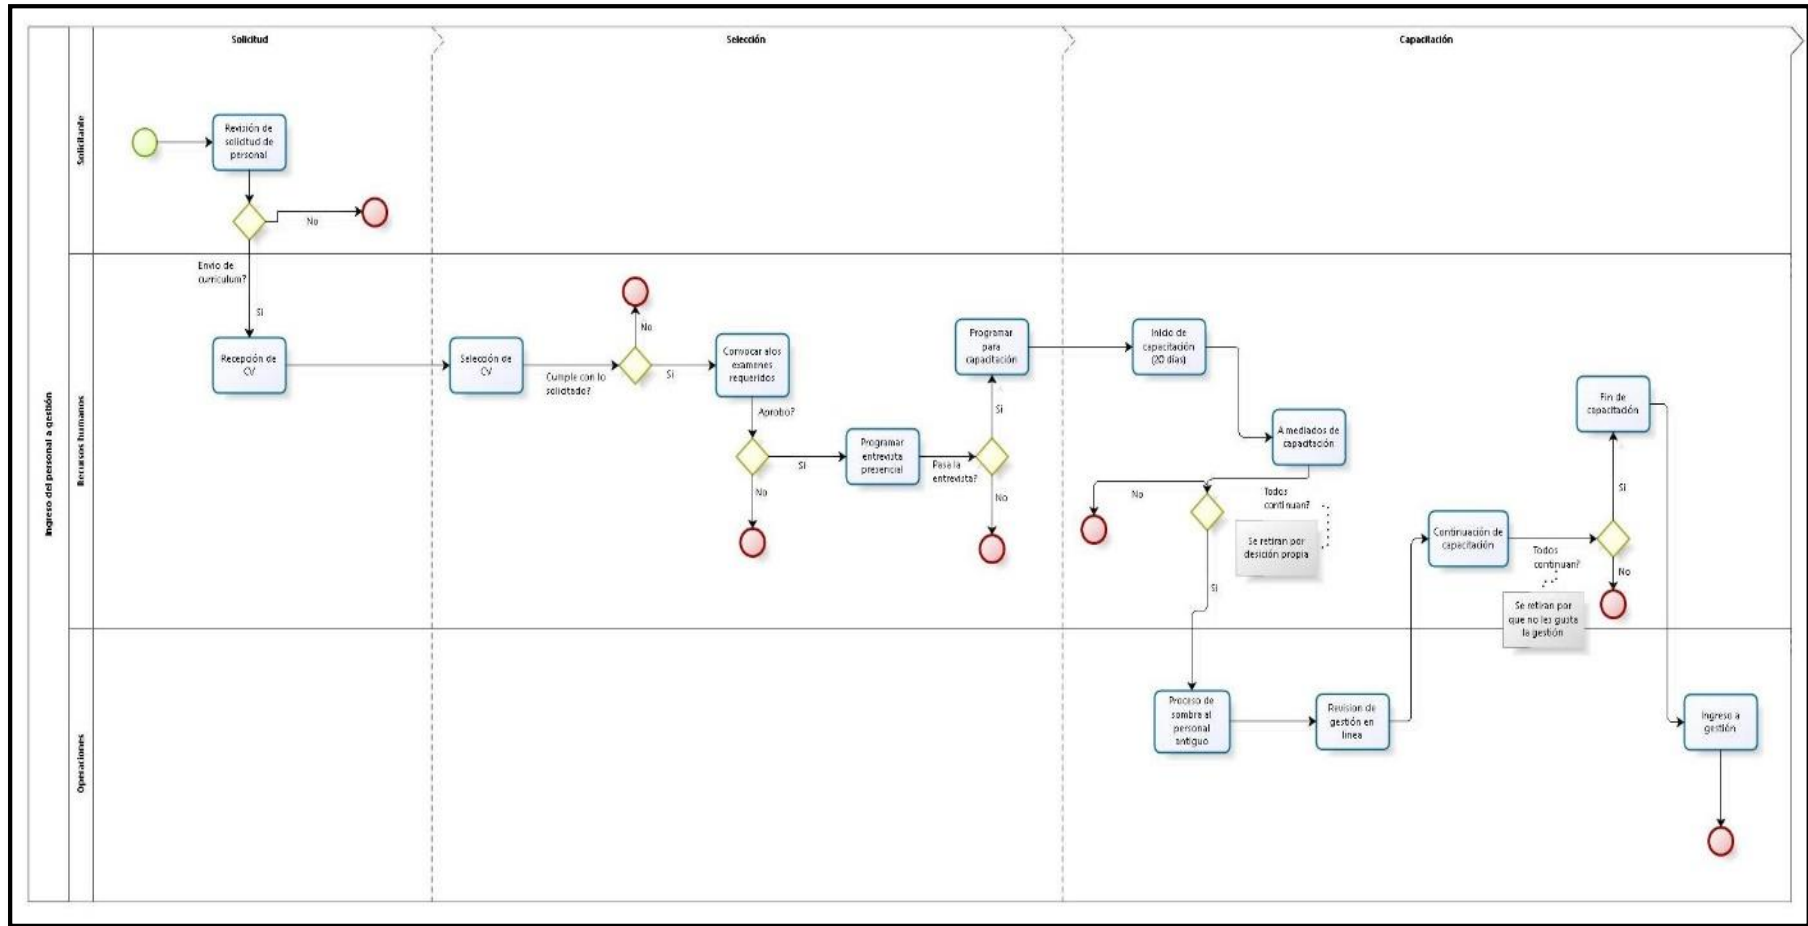 Solicitud
Selección
Capacitación
Ingreso del personal a gestión
Solicitante
Revisión de
solicitud de
personal
No
Recursos humanos
Envio de
curriculum?
Si
Recepción de
CV
Selección de
CV
Cumple con lo
solicitado?
No
Si
Convocar alos
examenes
requeridos
Aprobo?
Si
No
Programar
entrevista
presencial
Pasa la
entrevista?
Si
No
Programar
para
capacitación
Inicio de
capacitación
(20 días)
A mediados de
capacitación
Todos
continuan?
No
Si
Se retiran por
desición propia
Continuación de
capacitación
Todos
continuan?
Si
No
Se retiran por
que no les gusta
la gestión
Fin de
capacitación
Operaciones
Proceso de
sombra al
personal
antiguo
Revision de
gestión en
linea
Ingreso a
gestión